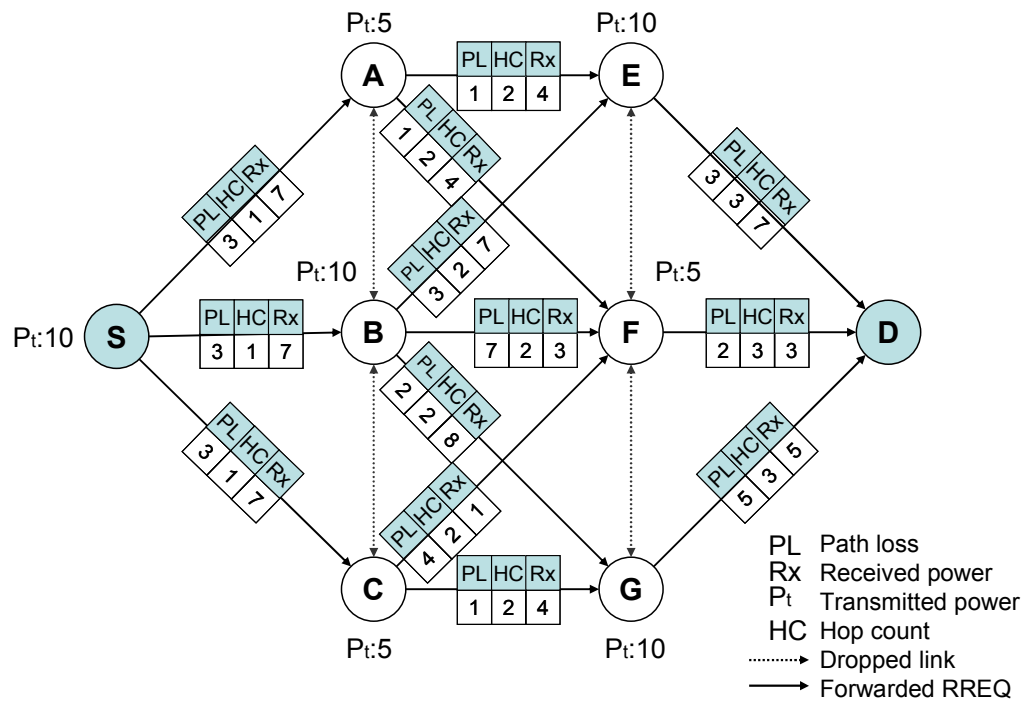 Pt:5
Pt:10
A
PL HC Rx
1 2 4
E
PL HC Rx
1 2 4
PL HC Rx
3 3 7
PL HC Rx
3 1 7
PL HC Rx
3 2 7
Pt:10
Pt:5
Pt:10
S
PL HC Rx
3 1 7
B
PL HC Rx
7 2 3
F
PL HC Rx
2 3 3
D
PL HC Rx
2 2 8
PL HC Rx
3 1 7
PL HC Rx
4 2 1
PL HC Rx
5 3 5
C
PL HC Rx
1 2 4
G
Pt:5
Pt:10
PL Path loss
Rx Received power
Pt Transmitted power
HC Hop count
Dropped link
Forwarded RREQ